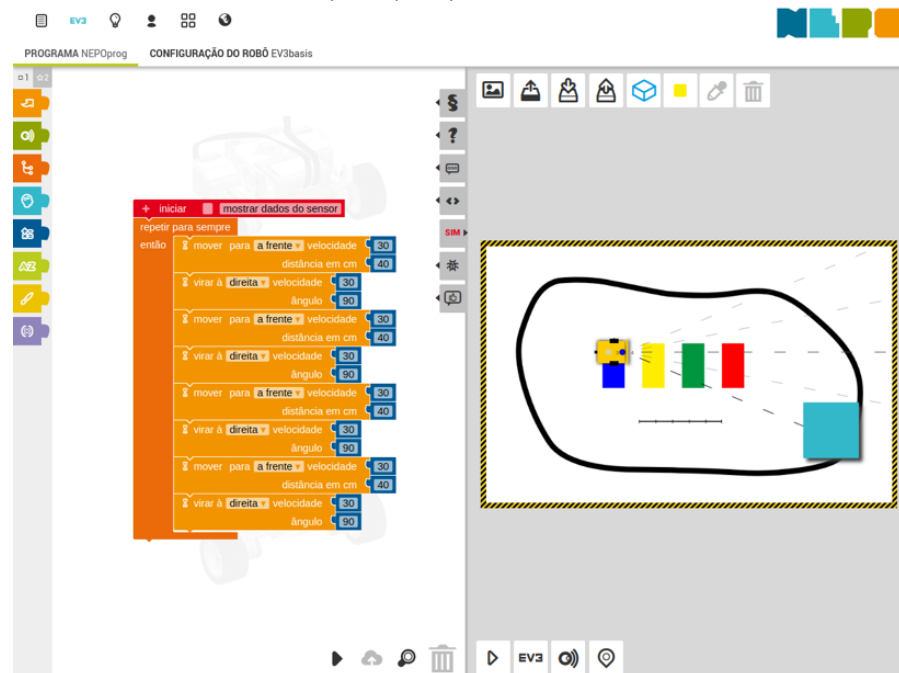 EV3
PROGRAMA NEPOprog CONFIGURAÇÃO DO ROBÔ EV3basis
1 2
+ iniciar mostrar dados do sensor
repetir para sempre
então mover para a frente velocidade 30
distância em cm 40
virar à direita velocidade 30
ângulo 90
mover para a frente velocidade 30
distância em cm 40
virar à direita velocidade 30
ângulo 90
mover para a frente velocidade 30
distância em cm 40
virar à direita velocidade 30
ângulo 90
mover para a frente velocidade 30
distância em cm 40
virar à direita velocidade 30
ângulo 90
§
?
SIM
EV3